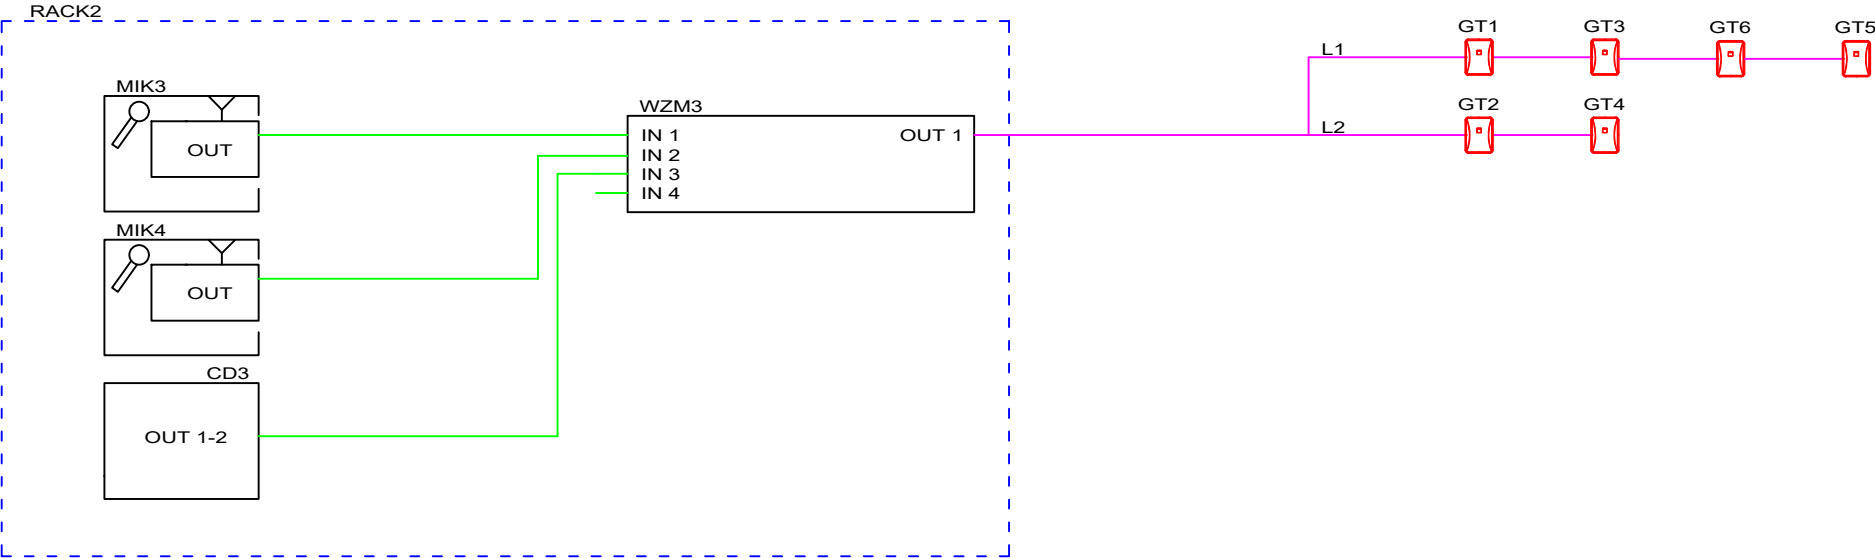 RACK2
MIK3
OUT
MIK4
OUT
CD3
OUT 1-2
WZM3
IN 1
OUT 1
IN 2
IN 3
IN 4
L1
GT1
GT3
GT6
GT5
L2
GT2
GT4